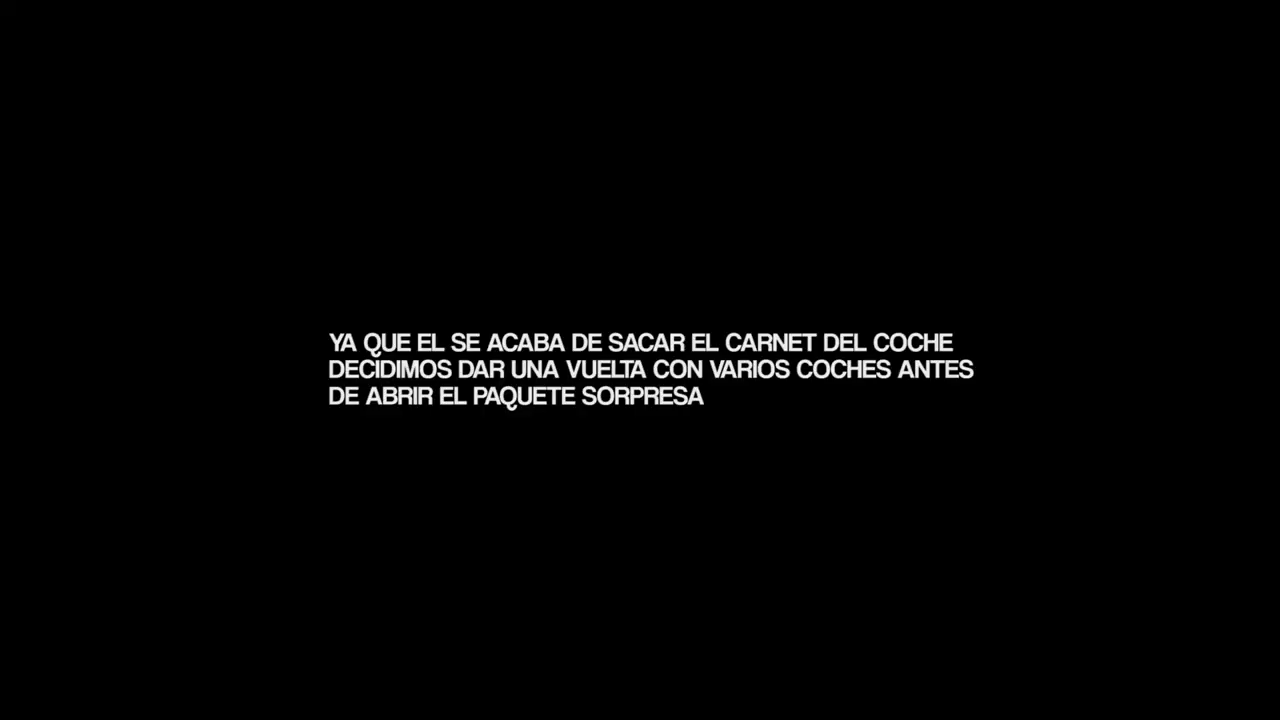 YA QUE EL SE ACABA DE SACAR EL CARNET DEL COCHE
DECIDIMOS DAR UNA VUELTA CON VARIOS COCHES ANTES
DE ABRIR EL PAQUETE SORPRESA